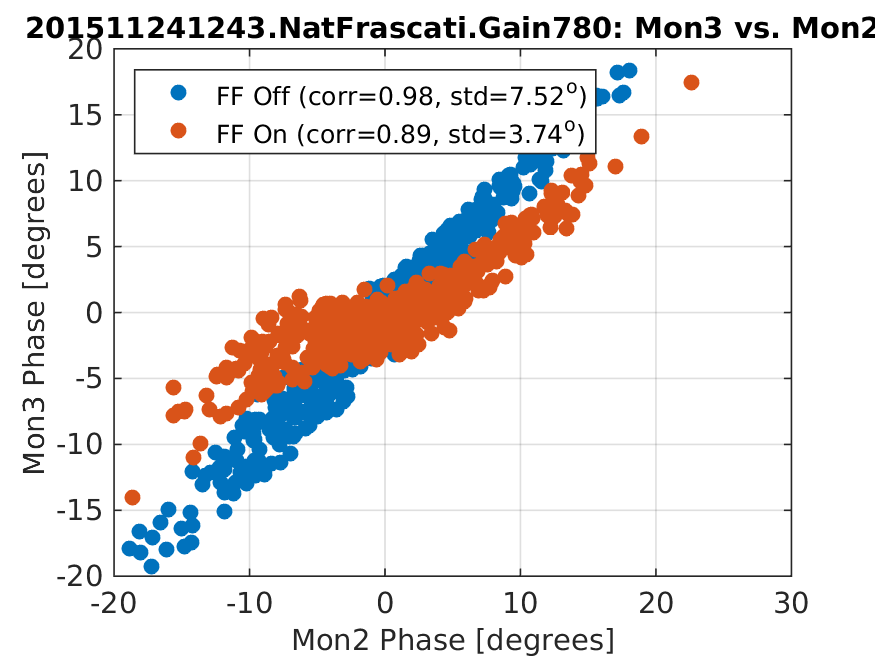 201511241243.NatFrascati.Gain780: Mon3 vs. Mon2
FF Off (corr=0.98, std=7.52°)
FF On (corr=0.89, std=3.74°)
20
15
10
5
0
-5
-10
-15
-20
Mon3 Phase [degrees]
-20 -10 0 10 20 30
Mon2 Phase [degrees]